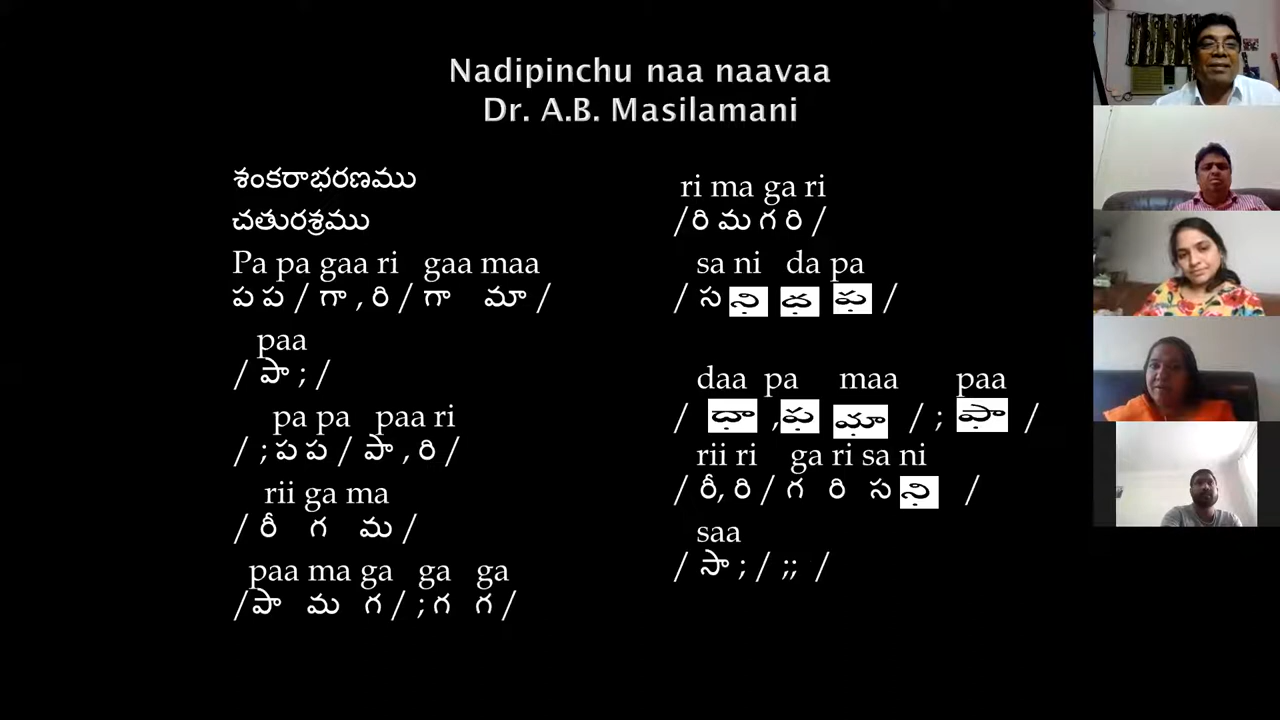 Nadipinchu naa naavaa
Dr. A.B. Masilamani
శంకరాభరణము
చతురశ్రము
Pa pa gaa ri gaa maa
ప ప / గా , రి / గా మా /
paa
/ పా ; /
pa pa paa ri
/ ; ప ప / పా , రి /
rii ga ma
/ రీ గ మ /
paa ma ga ga ga
/ పా మ గ / ; గ గ /
ri ma ga ri
/ రి మ గ రి /
sa ni da pa
/ స ని ధ ప /
daa pa maa paa
/ ధా , ప మా / ; పా /
rii ri ga ri sa ni
/ రీ, రి / గ రి స ని /
saa
/ సా ; / ;; /